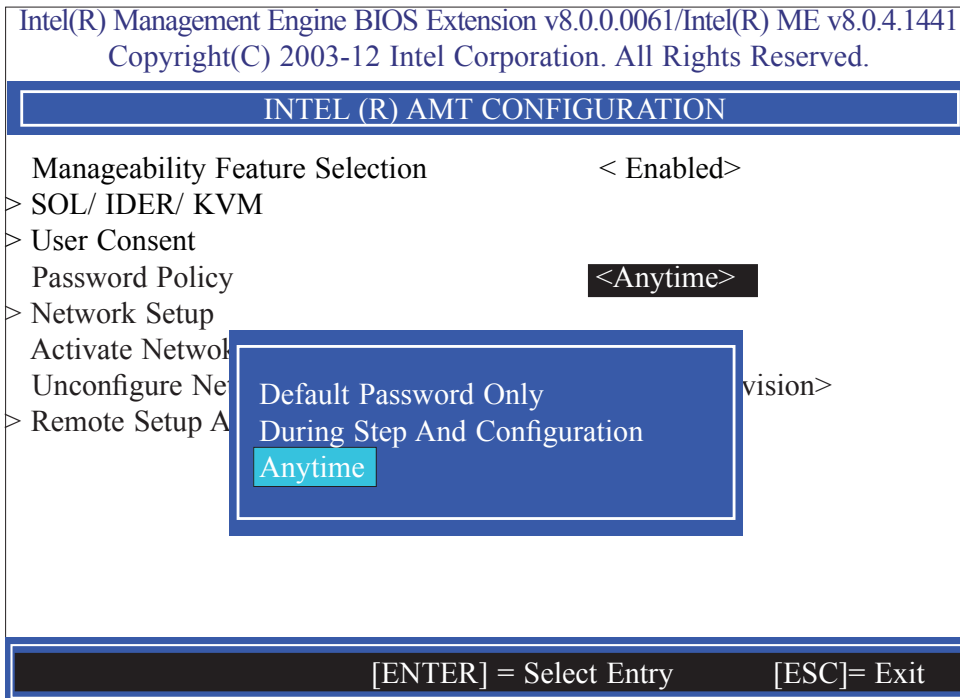 Intel(R) Management Engine BIOS Extension v8.0.0.0061/Intel(R) ME v8.0.4.1441
Copyright(C) 2003-12 Intel Corporation. All Rights Reserved.
INTEL (R) AMT CONFIGURATION
Manageability Feature Selection < Enabled>
> SOL/ IDER/ KVM
> User Consent
Password Policy <Anytime>
> Network Setup
Activate
Unconfigure vision>
> Remote Setup
Default Password Only
During Step And Configuration
Anytime
[ENTER] = Select Entry [ESC]= Exit